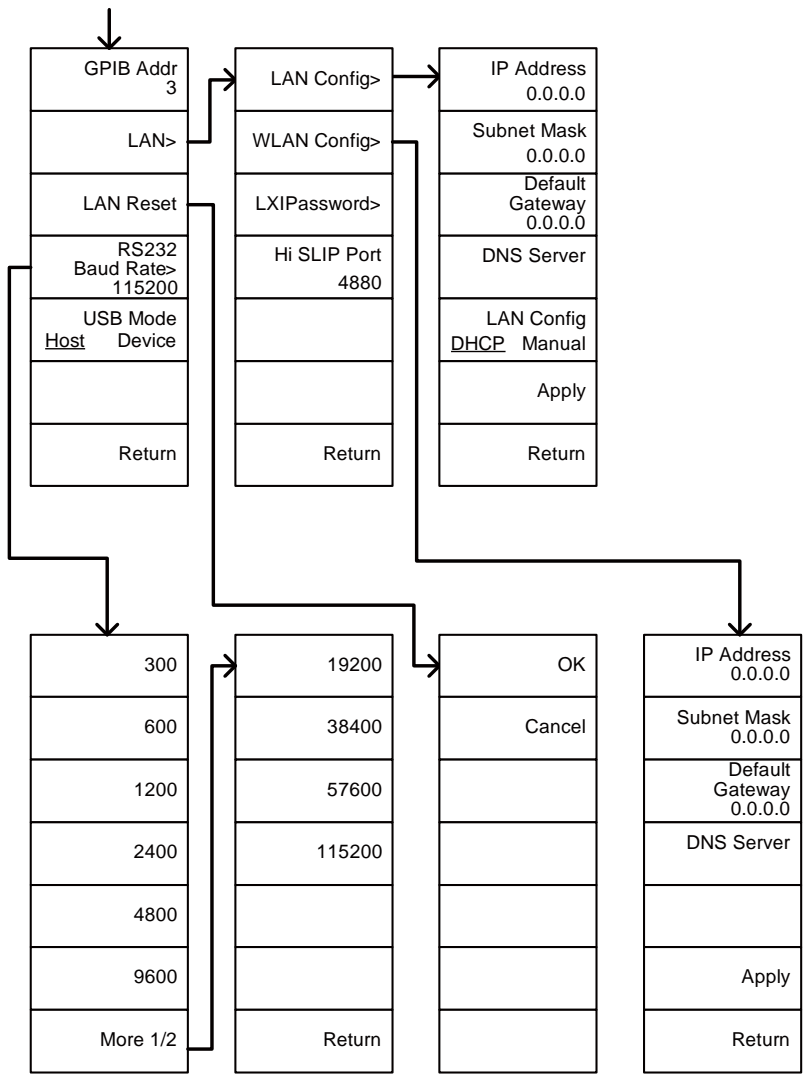 GPIB Addr
3
LAN>
LAN Reset
RS232
Baud Rate>
115200
USB Mode
Host Device
Return
LAN Config>
WLAN Config>
LXIPassword>
Hi SLIP Port
4880
Return
IP Address
0.0.0.0
Subnet Mask
0.0.0.0
Default
Gateway
0.0.0.0
DNS Server
LAN Config
DHCP Manual
Apply
Return
300
600
1200
2400
4800
9600
More 1/2
19200
38400
57600
115200
Return
OK
Cancel
IP Address
0.0.0.0
Subnet Mask
0.0.0.0
Default
Gateway
0.0.0.0
DNS Server
Apply
Return